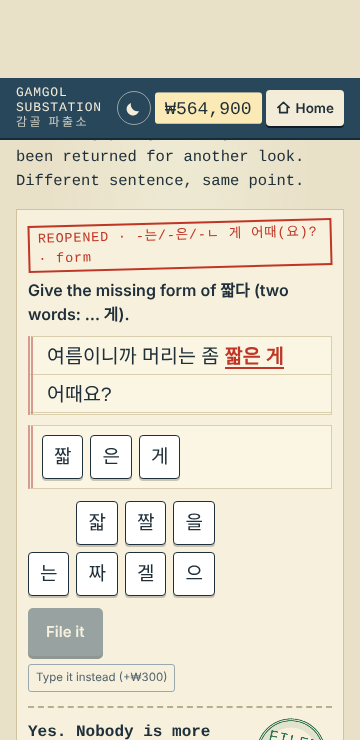 GAMGOL
SUBSTATION
감골 파출소
₩564,900
Home
been returned for another look.
Different sentence, same point.
REOPENED · -는/-은/-ㄴ 게 어때(요)?
· form
Give the missing form of 짧다 (two
words: … 게).
여름이니까 머리는 좀 짧은 게
어때요?
짧 은 게
잛 짤 을
는 짜 겔 으
File it
Type it instead (+₩300)
Yes. Nobody is more